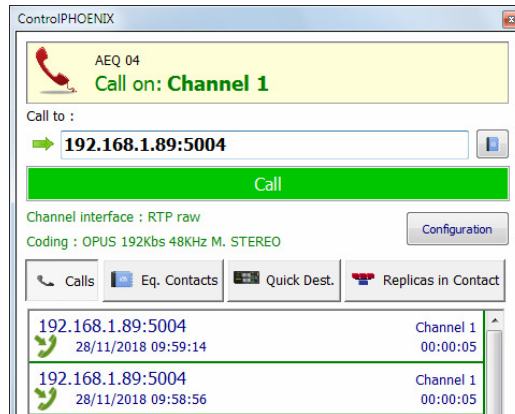 ControlPHOENIX
AEQ 04
Call on: Channel 1
Call to :
192.168.1.89:5004
Call
Channel interface : RTP raw
Configuration
Coding : OPUS 192Kbs 48KHz M. STEREO
Calls Eq. Contacts Quick Dest. Replicas in Contact
192.168.1.89:5004 Channel 1
28/11/2018 09:59:14 00:00:05
192.168.1.89:5004 Channel 1
28/11/2018 09:58:56 00:00:05